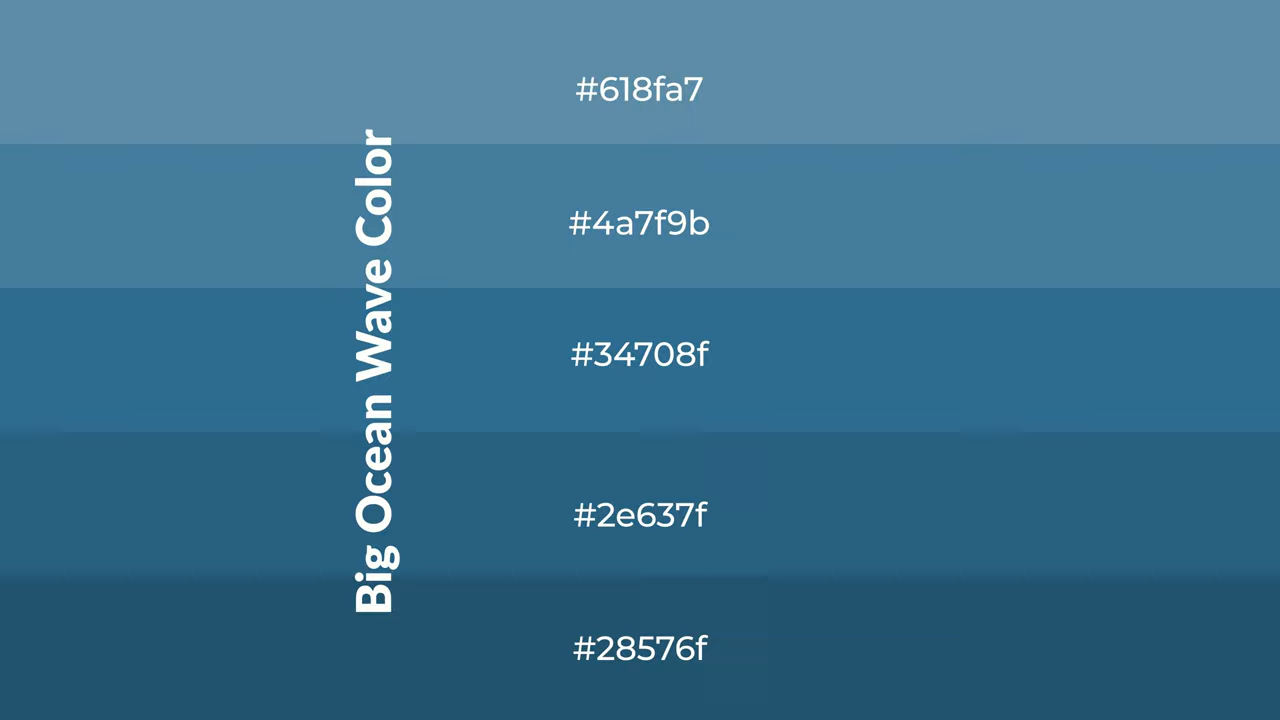 Big Ocean Wave Color
#618fa7
#4a7f9b
#34708f
#2e637f
#28576f